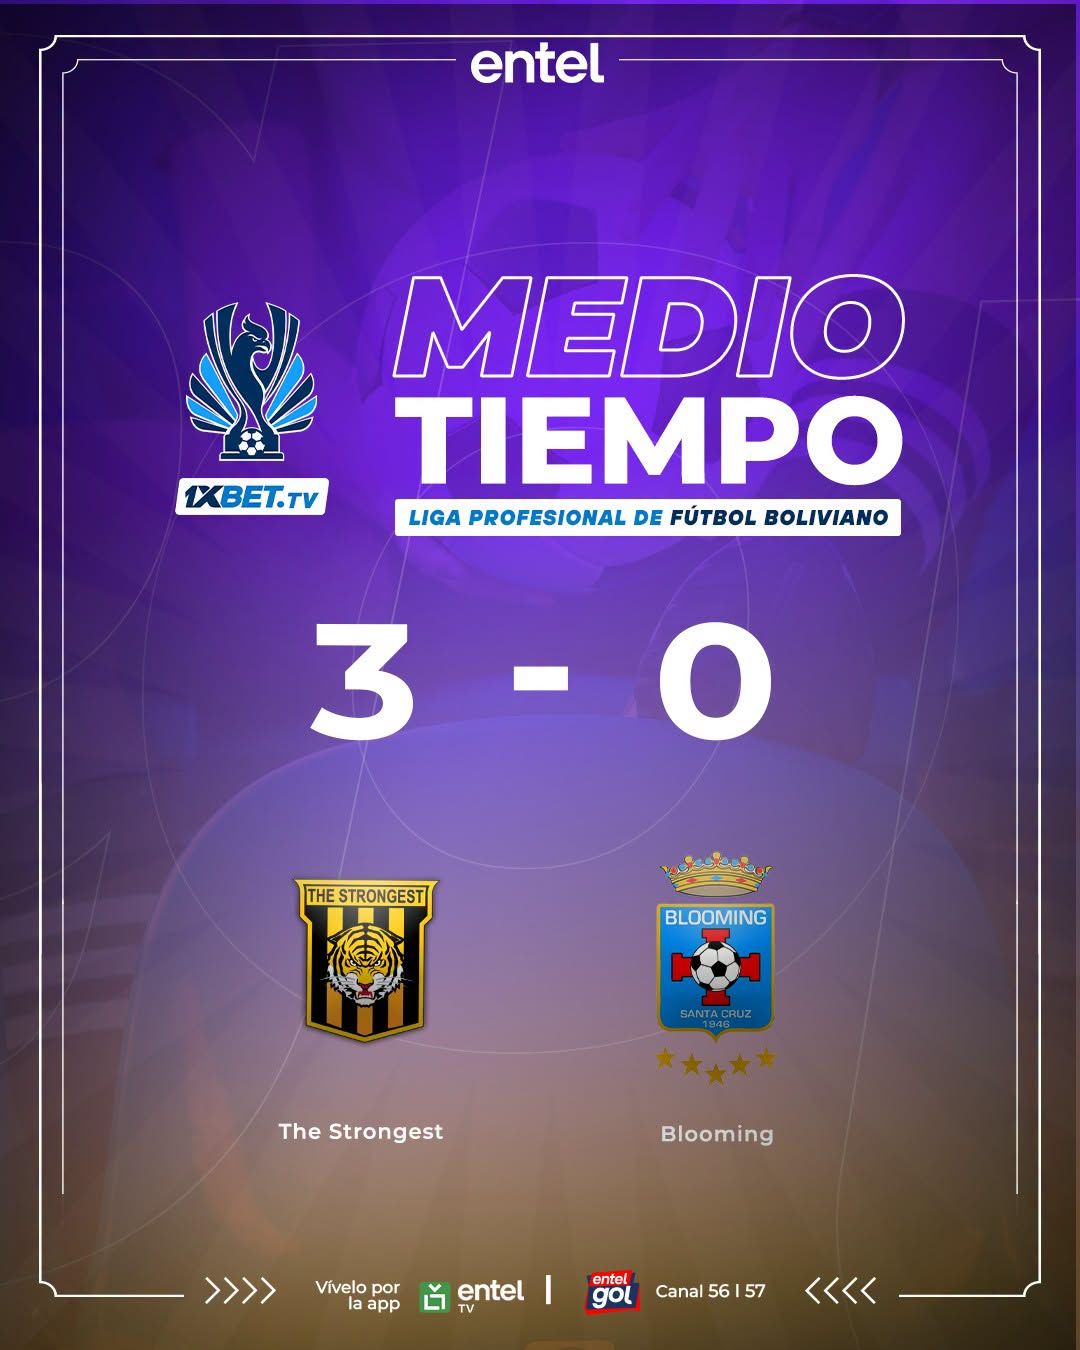 entel
MEDIO
TIEMPO
1XBET.TV
LIGA PROFESIONAL DE FÚTBOL BOLIVIANO
3 - 0
THE STRONGEST
BLOOMING
SANTA CRUZ
1946
The Strongest
Blooming
Vívelo por
la app
entel
TV
entel
gol
Canal 56 I 57